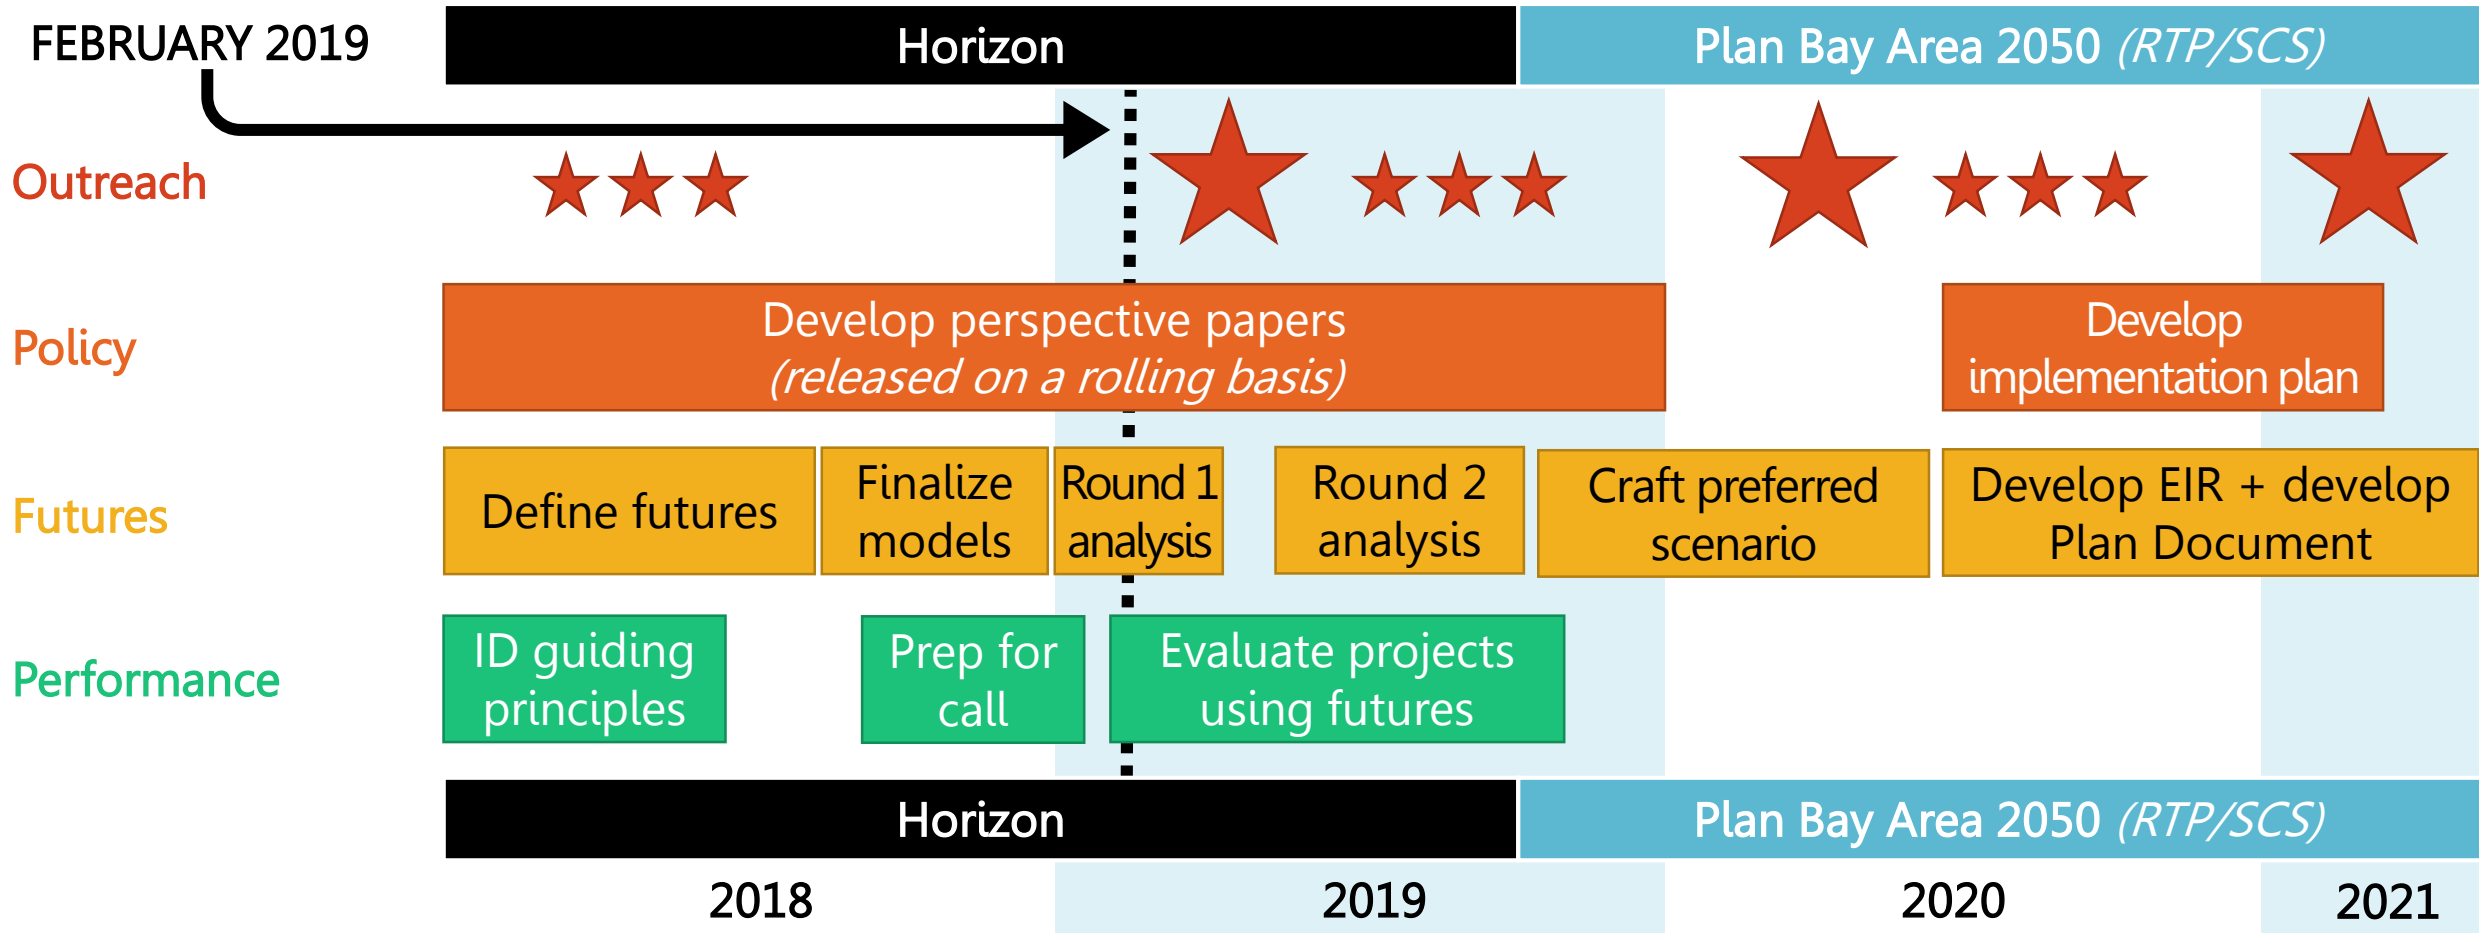 FEBRUARY 2019
Horizon
Plan Bay Area 2050 (RTP/SCS)
Outreach
Policy
Develop perspective papers
(released on a rolling basis)
Develop
implementation plan
Futures
Define futures
Finalize
models
Round 1
analysis
Round 2
analysis
Craft preferred
scenario
Develop EIR + develop
Plan Document
Performance
ID guiding
principles
Prep for
call
Evaluate projects
using futures
Horizon
Plan Bay Area 2050 (RTP/SCS)
2018
2019
2020
2021